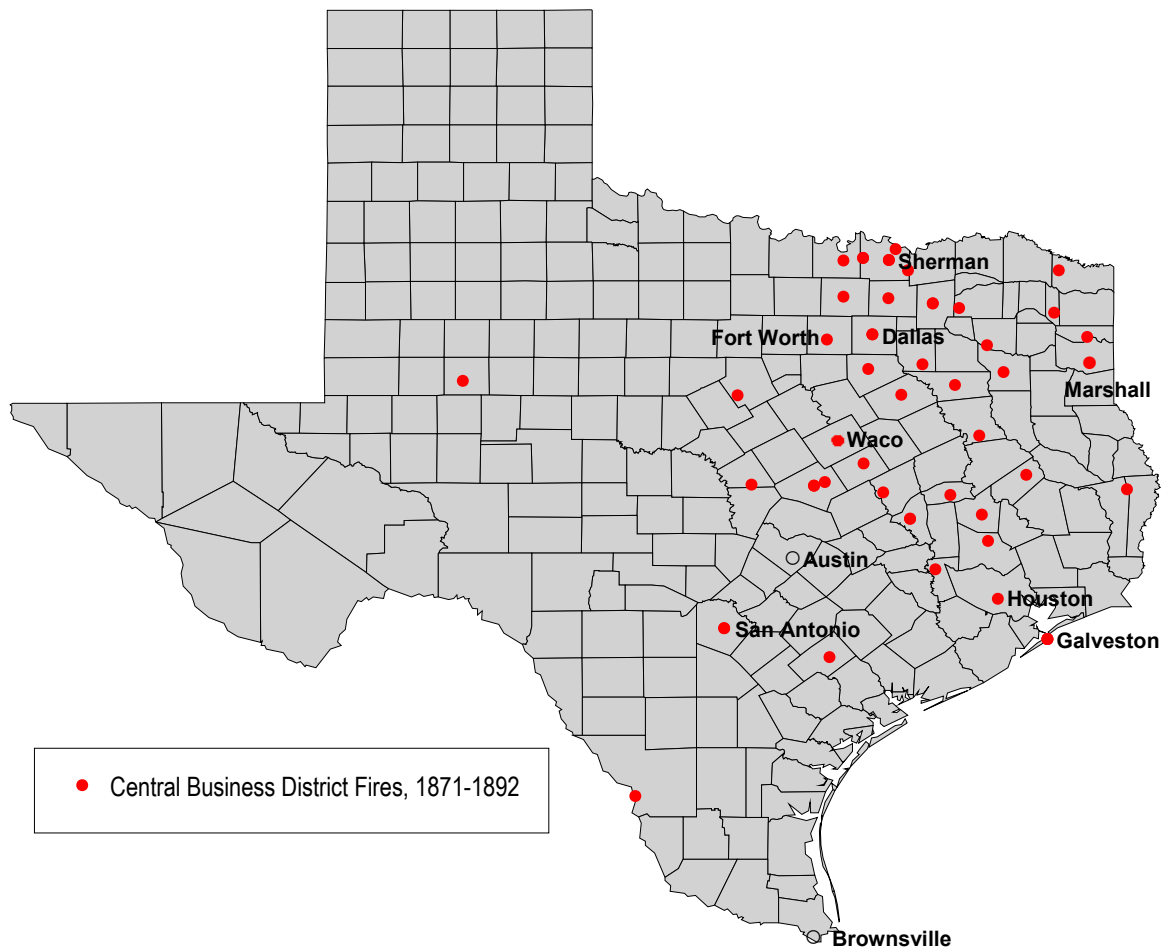 Sherman
Fort Worth
Dallas
Marshall
Waco
Austin
Houston
San Antonio
Galveston
Central Business District Fires, 1871-1892
Brownsville